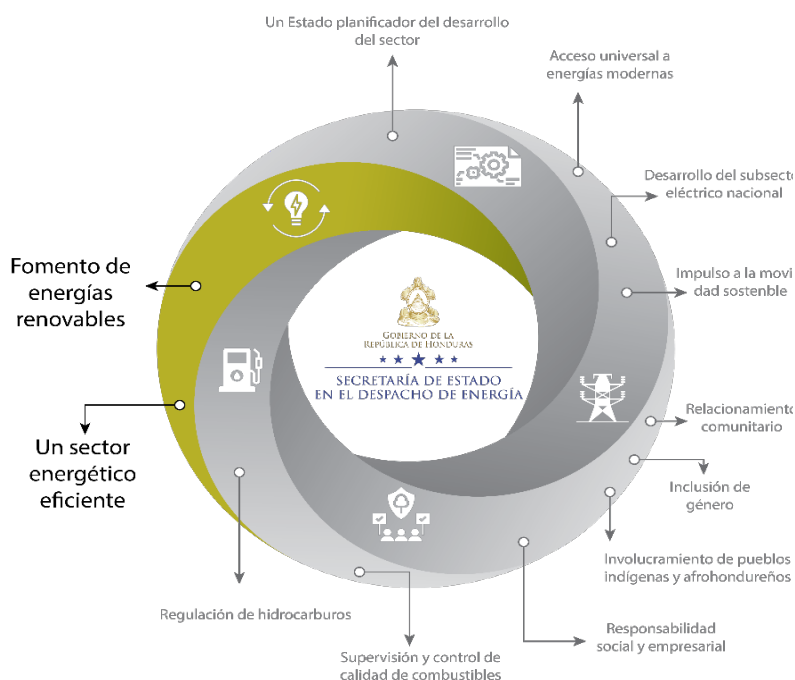 Un Estado planificador del desarrollo
del sector
Acceso universal a
energías modernas
Desarrollo del subsecto
eléctrico nacional
Impulso a la movi
dad sostenble
Fomento de
energías
renovables
GOBIERNO DE LA
REPÚBLICA DE HONDURAS
SECRETARÍA DE ESTADO
EN EL DESPACHO DE ENERGÍA
Un sector
energético
eficiente
Relacionamiento
comunitario
Inclusión de
género
Involucramiento de pueblos
indígenas y afrohondureños
Regulación de hidrocarburos
Responsabilidad
social y empresarial
Supervisión y control de
calidad de combustibles